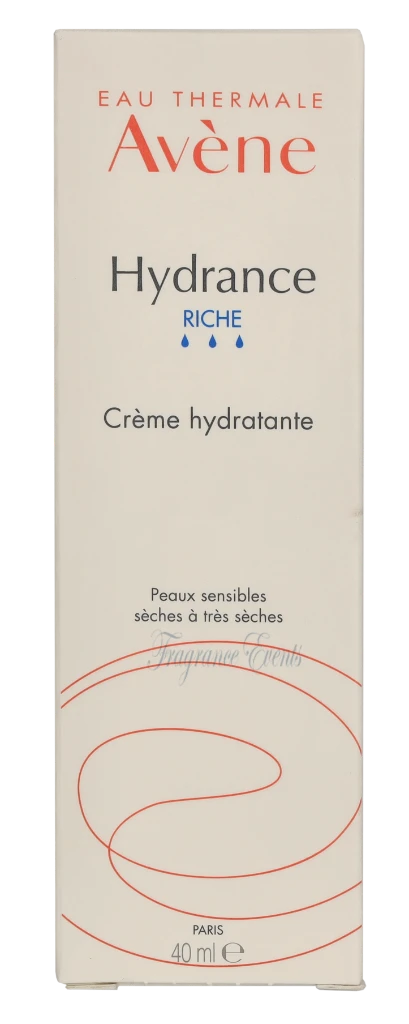 EAU THERMALE
Avène
Hydrance
RICHE
Crème hydratante
Peaux sensibles
sèches à très sèches
Fragrance Events
PARIS
40 ml ℮